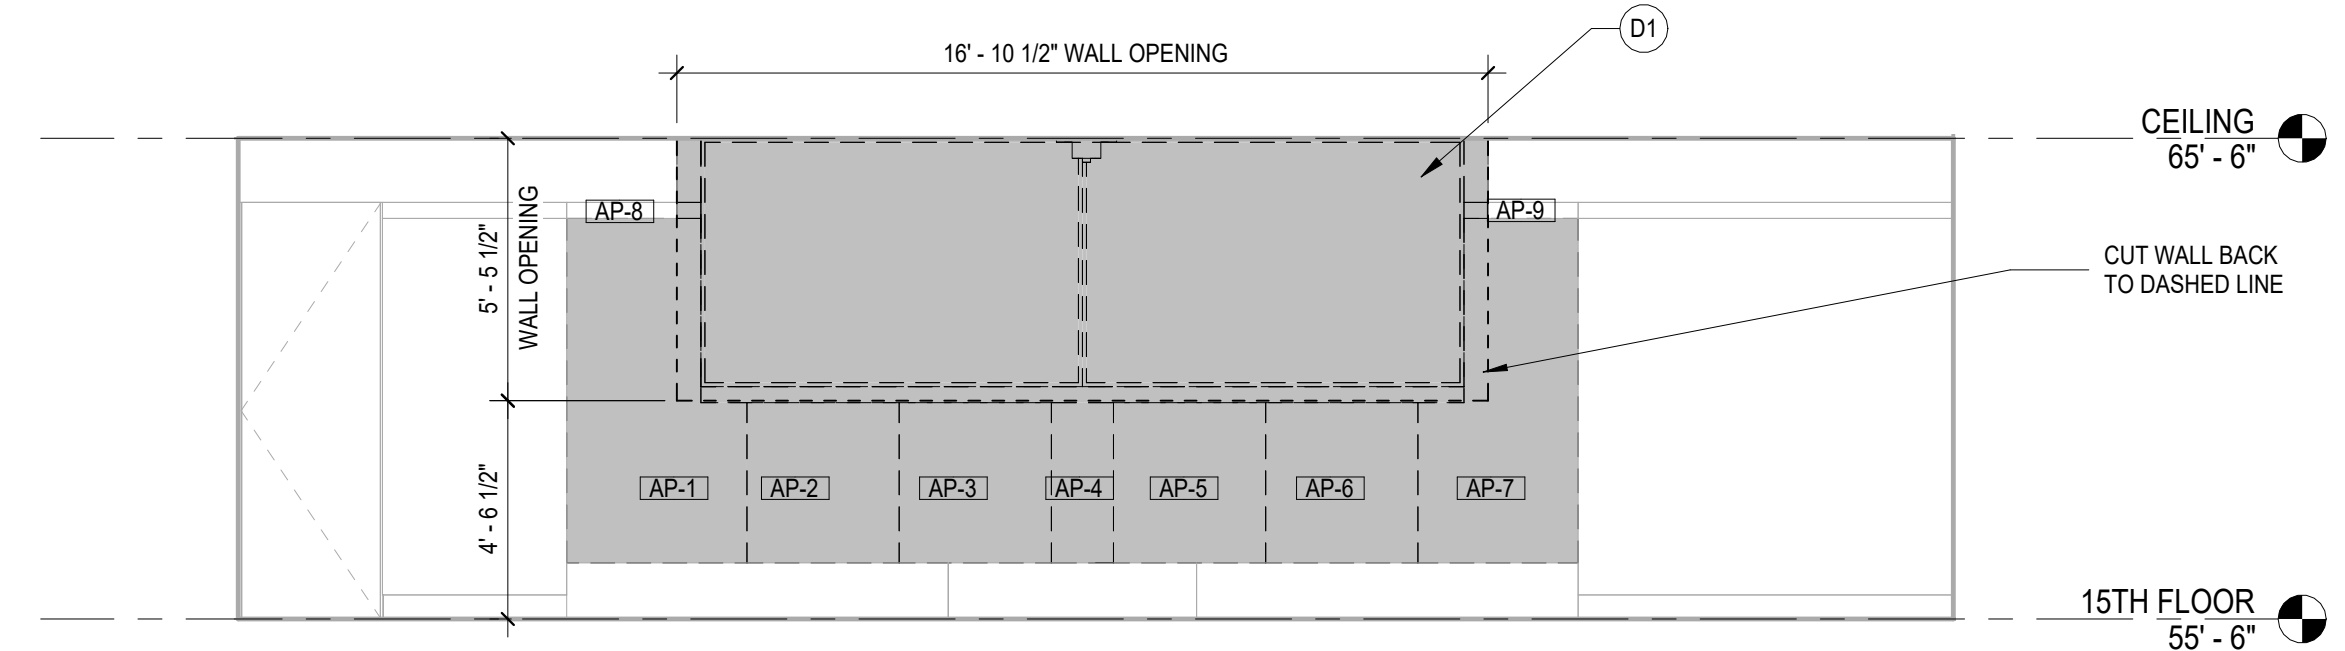 D1
16' - 10 1/2" WALL OPENING
CEILING
65' - 6"
AP-8
AP-9
5' - 5 1/2"
WALL OPENING
CUT WALL BACK
TO DASHED LINE
4' - 6 1/2"
AP-1
AP-2
AP-3
AP-4
AP-5
AP-6
AP-7
15TH FLOOR
55' - 6"